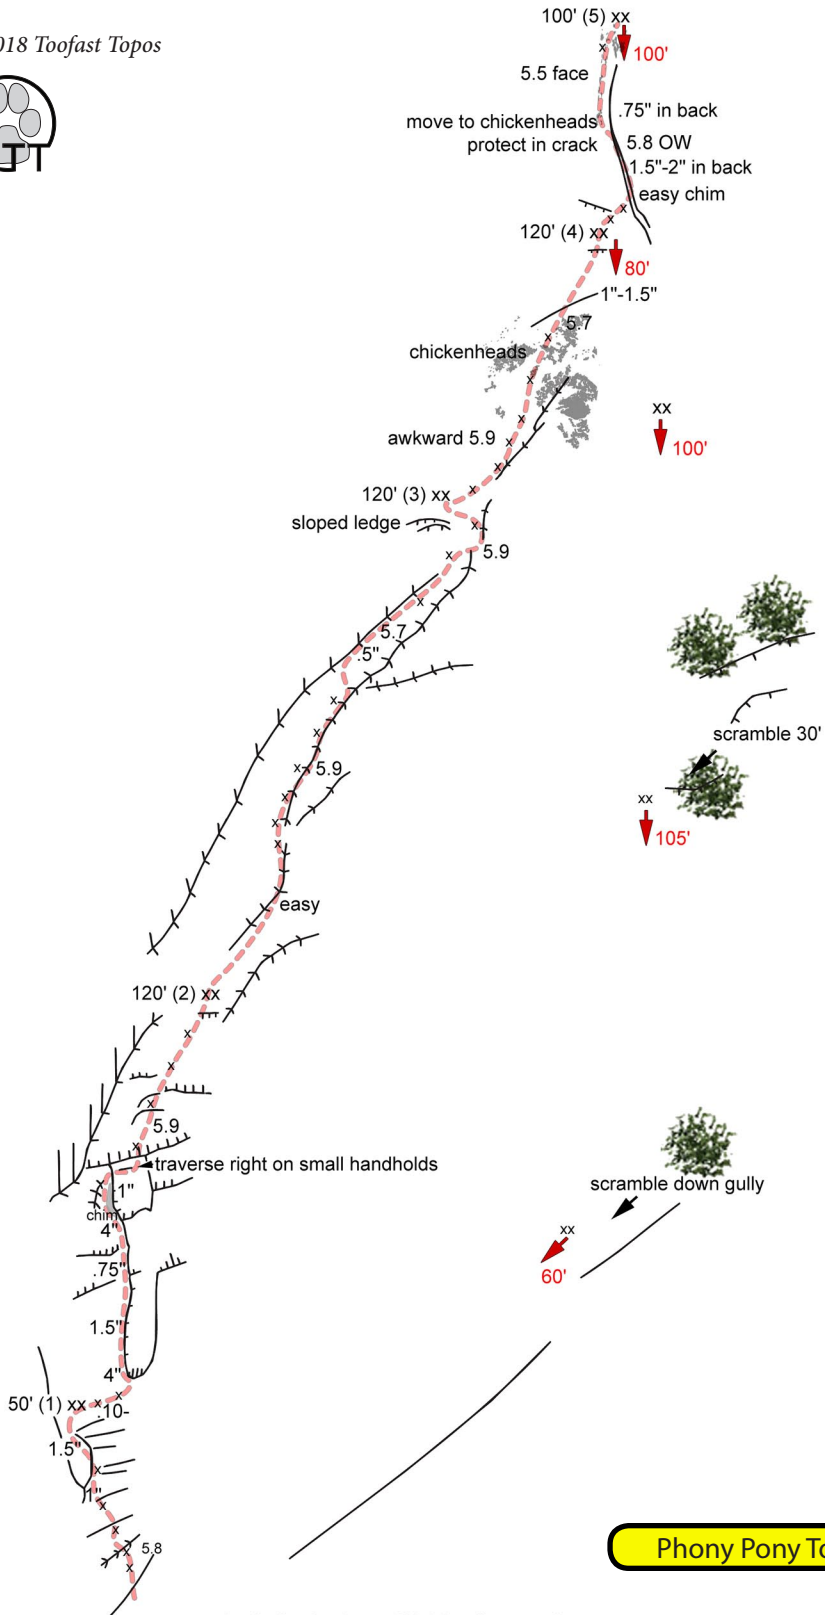 018 Toofast Topos
TT
100' (5) xx
100'
5.5 face
.75" in back
move to chickenheads
protect in crack
5.8 OW
1.5"-2" in back
easy chim
120' (4) xx
80'
1"-1.5"
5.7
chickenheads
xx
100'
awkward 5.9
120' (3) xx
sloped ledge
5.9
5.7
.5"
scramble 30'
5.9
xx
105'
easy
120' (2) xx
5.9
traverse right on small handholds
1"
chim
4"
scramble down gully
xx
60'
.75"
1.5"
4"
50' (1) xx
.10-
1.5"
1"
5.8
Phony Pony To